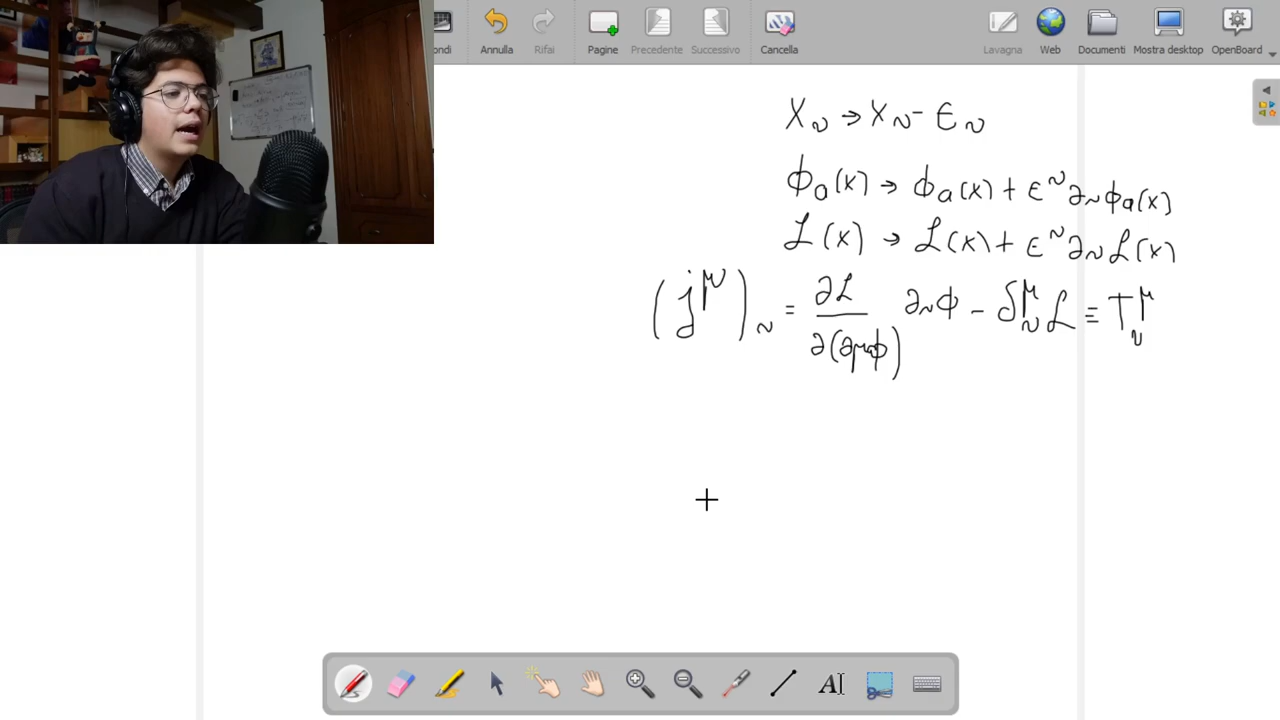 ondi Annulla Rifai Pagine Precedente Successivo Cancella Lavagna Web Documenti Mostra desktop OpenBoard
x_ν → x_ν - ε_ν
ϕ_a(x) → ϕ_a(x) + ε^ν ∂_ν ϕ_a(x)
ℒ(x) → ℒ(x) + ε^ν ∂_ν ℒ(x)
(j^μ)_ν = ∂ℒ / ∂(∂_μ ϕ) ∂_ν ϕ - δ^μ_ν ℒ ≡ T^μ_ν
A